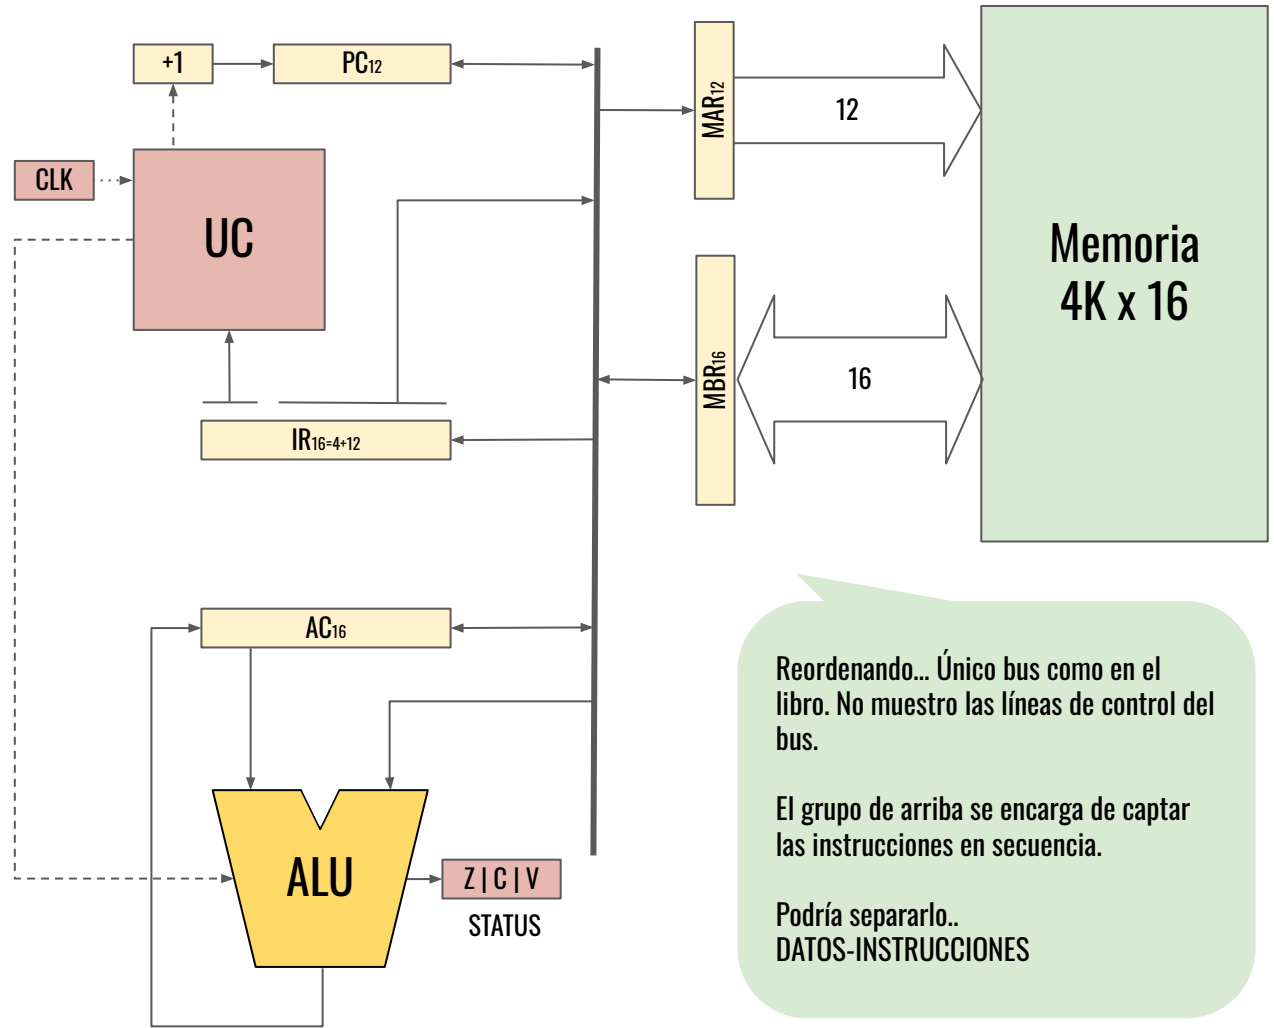 +1
PC12
MAR12
12
CLK
UC
Memoria
4K x 16
MBR16
16
IR16=4+12
AC16
ALU
Z | C | V
STATUS
Reordenando... Único bus como en el
libro. No muestro las líneas de control del
bus.
El grupo de arriba se encarga de captar
las instrucciones en secuencia.
Podría separarlo..
DATOS-INSTRUCCIONES